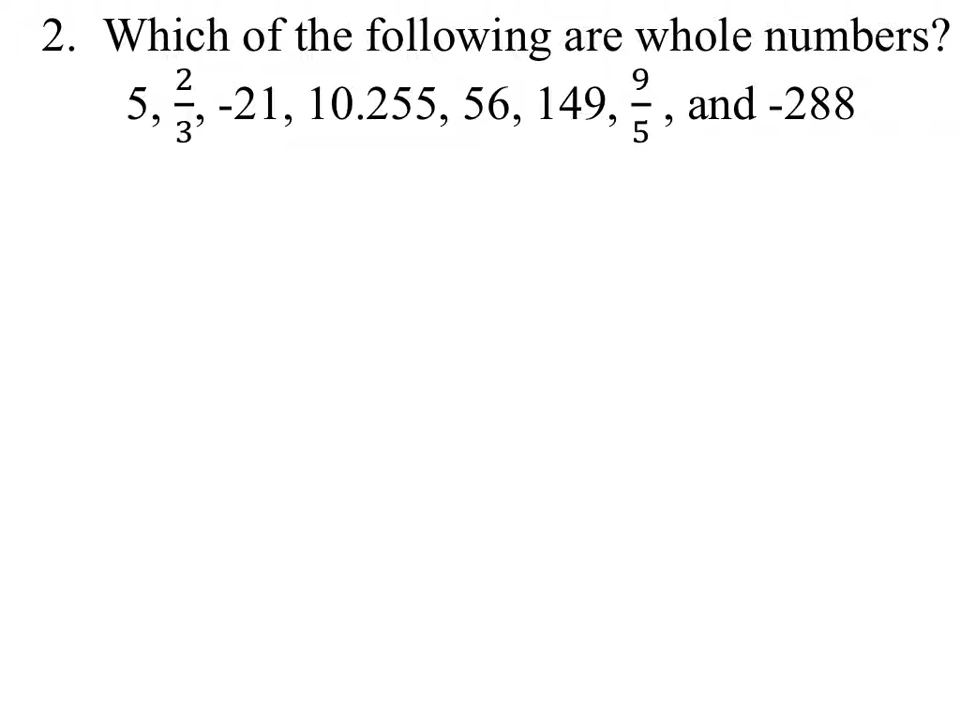 2. Which of the following are whole numbers?
5, 2/3, -21, 10.255, 56, 149, 9/5 , and -288